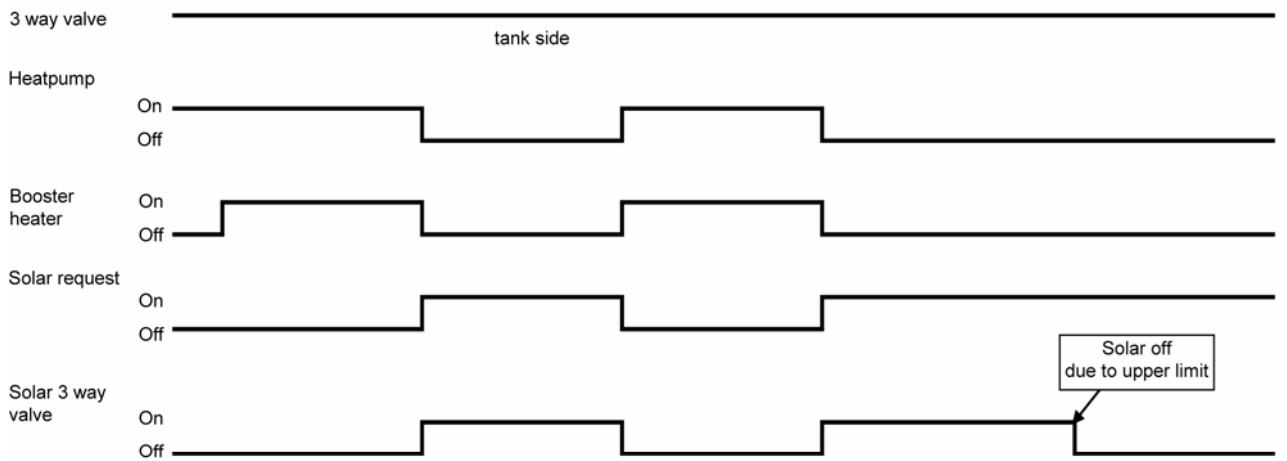 3 way valve
tank side
Heatpump
On
Off
Booster
heater
On
Off
Solar request
On
Off
Solar off
due to upper limit
Solar 3 way
valve
On
Off